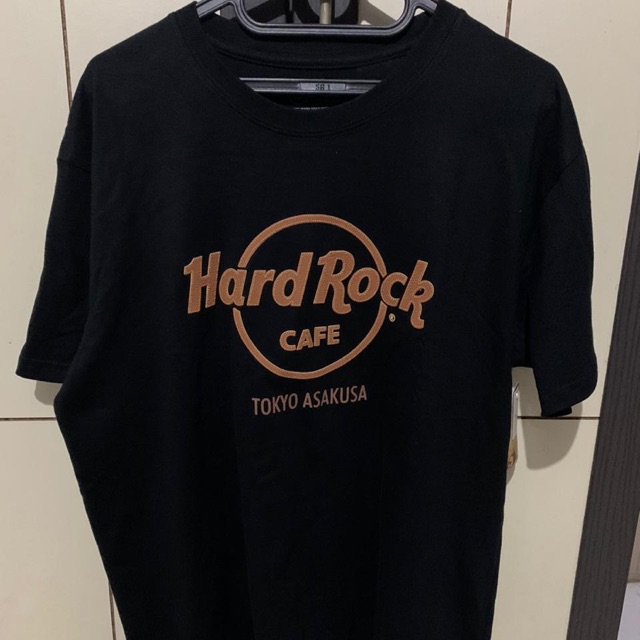 Hard Rock
®
CAFE
TOKYO ASAKUSA